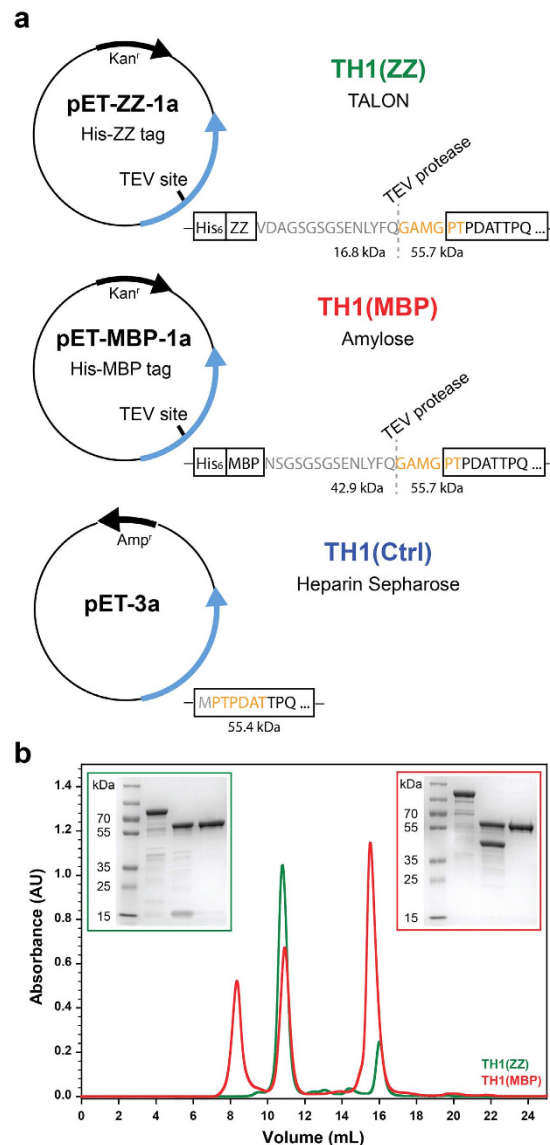 a
Kanʳ
pET-ZZ-1a
His-ZZ tag
TEV site
TH1(ZZ)
TALON
TEV protease
His₆ ZZ VDAGSGSGSENLYFQGAMGPTPDATTPQ ...
16.8 kDa 55.7 kDa
Kanʳ
pET-MBP-1a
His-MBP tag
TEV site
TH1(MBP)
Amylose
TEV protease
His₆ MBP NSGSGSGSENLYFQGAMGPTPDATTPQ ...
42.9 kDa 55.7 kDa
Ampʳ
pET-3a
TH1(Ctrl)
Heparin Sepharose
MPTPDATTPQ ...
55.4 kDa
b
Absorbance (AU)
1.4
1.2
1.0
0.8
0.6
0.4
0.2
0.0
kDa
70
55
35
25
15
kDa
70
55
35
25
15
TH1(ZZ)
TH1(MBP)
0 2 4 6 8 10 12 14 16 18 20 22 24
Volume (mL)